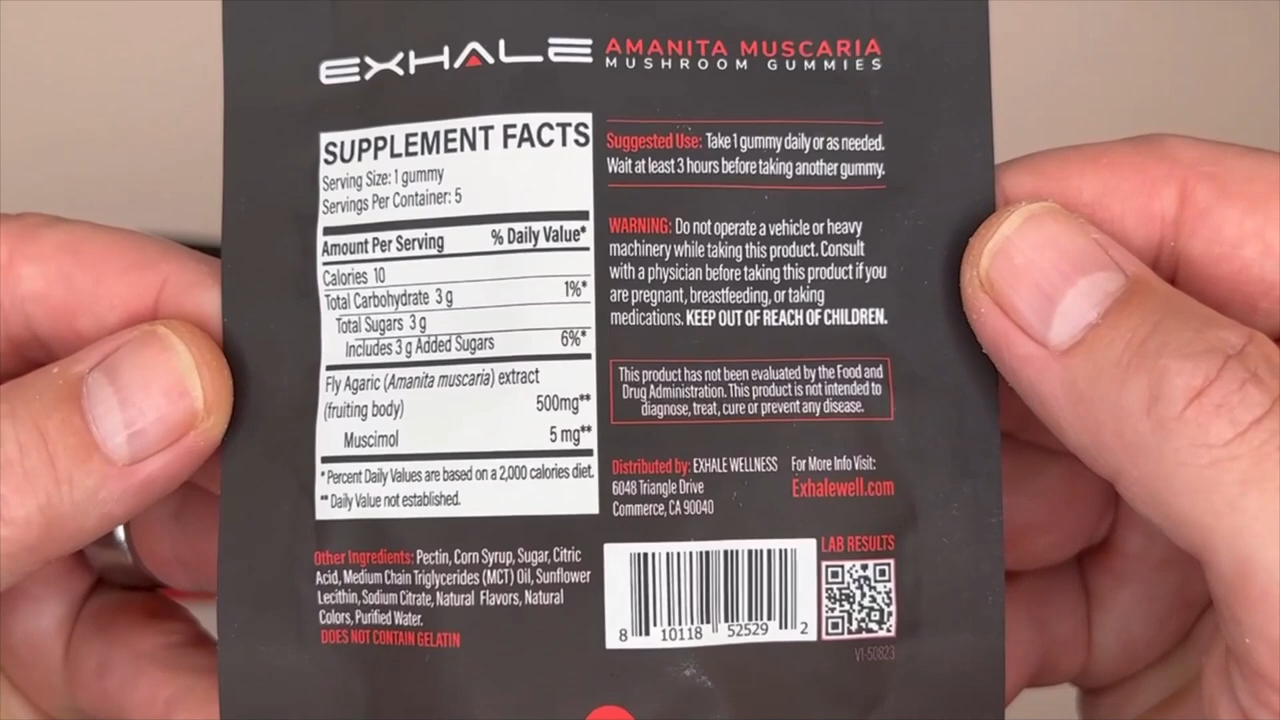 EXHALE AMANITA MUSCARIA
MUSHROOM GUMMIES
SUPPLEMENT FACTS
Serving Size: 1 gummy
Servings Per Container: 5
Amount Per Serving % Daily Value*
Calories 10
Total Carbohydrate 3 g 1%*
Total Sugars 3 g
Includes 3 g Added Sugars 6%*
Fly Agaric (Amanita muscaria) extract
(fruiting body) 500mg**
Muscimol 5 mg**
* Percent Daily Values are based on a 2,000 calories diet.
** Daily Value not established.
Other Ingredients: Pectin, Corn Syrup, Sugar, Citric
Acid, Medium Chain Triglycerides (MCT) Oil, Sunflower
Lecithin, Sodium Citrate, Natural Flavors, Natural
Colors, Purified Water.
DOES NOT CONTAIN GELATIN
Suggested Use: Take 1 gummy daily or as needed.
Wait at least 3 hours before taking another gummy.
WARNING: Do not operate a vehicle or heavy
machinery while taking this product. Consult
with a physician before taking this product if you
are pregnant, breastfeeding, or taking
medications. KEEP OUT OF REACH OF CHILDREN.
This product has not been evaluated by the Food and
Drug Administration. This product is not intended to
diagnose, treat, cure or prevent any disease.
Distributed by: EXHALE WELLNESS
6048 Triangle Drive
Commerce, CA 90040
For More Info Visit:
Exhalewell.com
LAB RESULTS
8 10118 52529 2
V1-50823